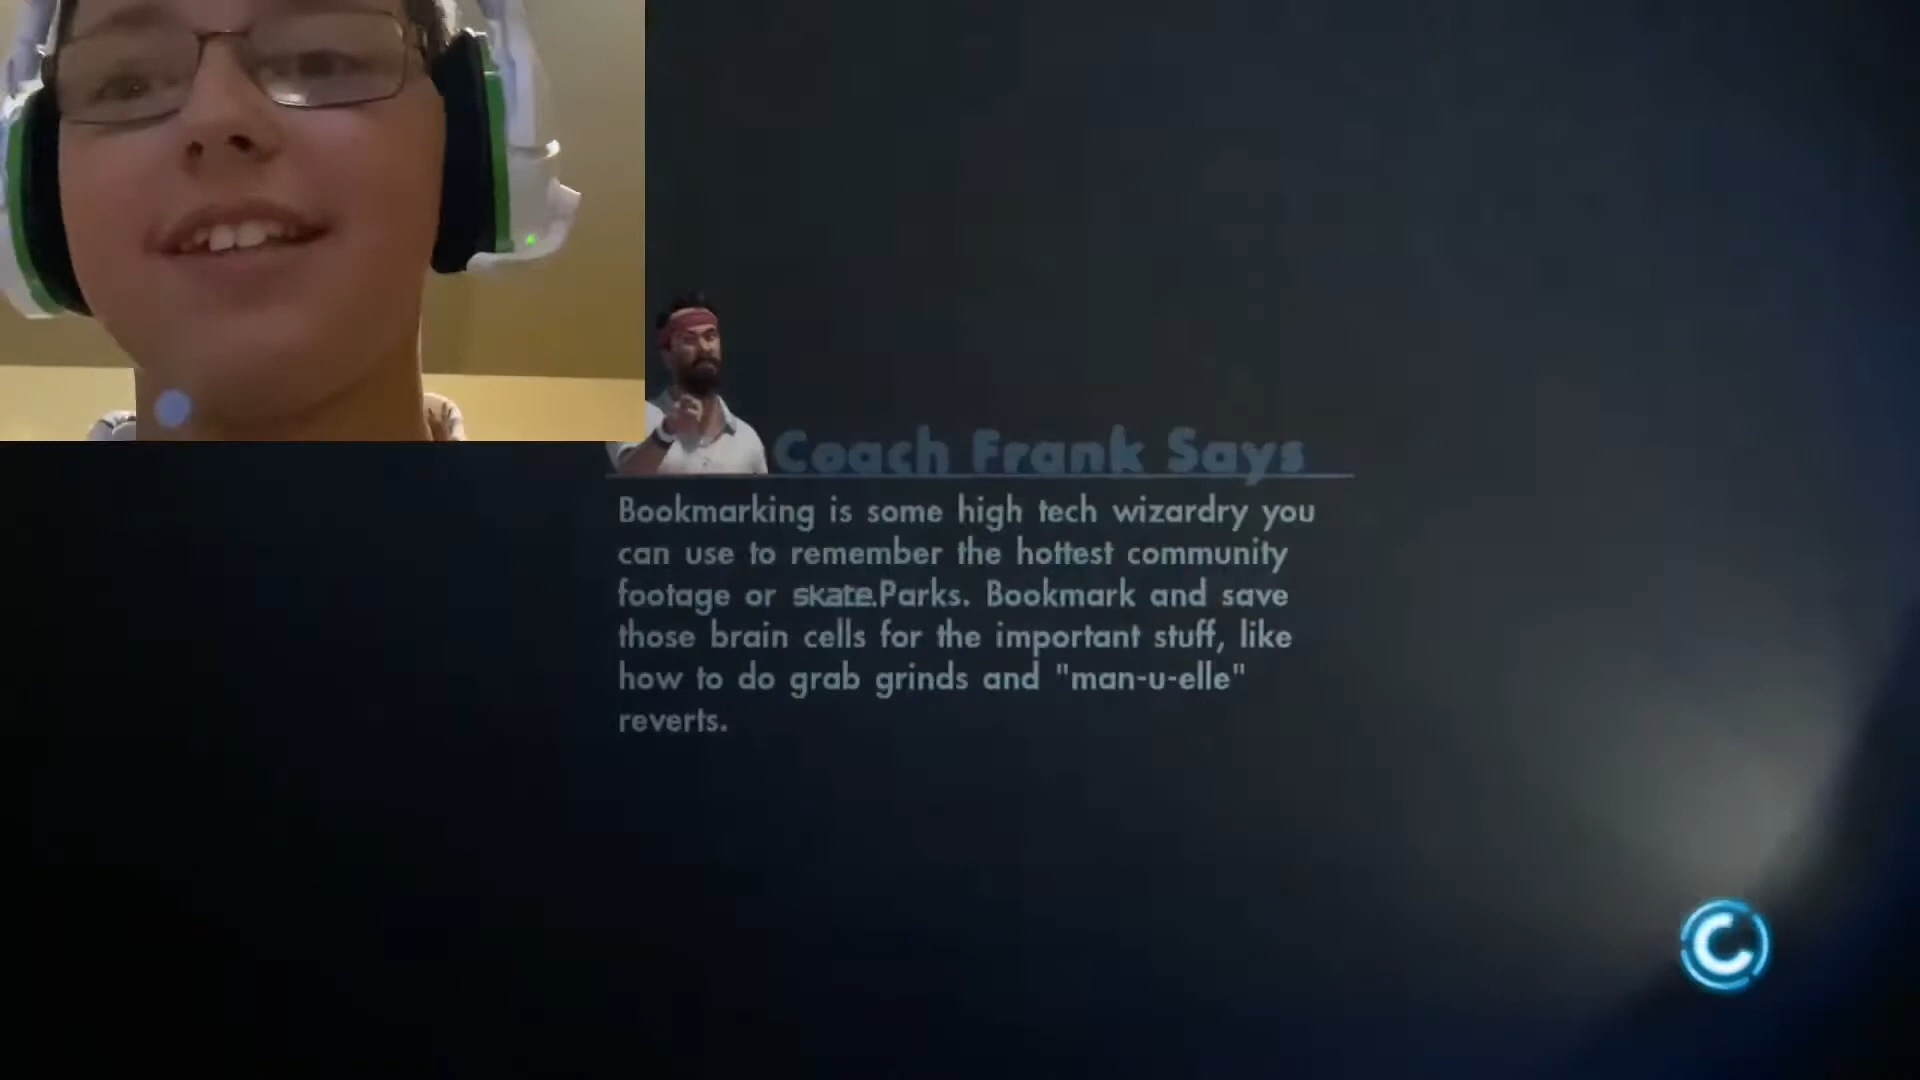 Coach Frank Says
Bookmarking is some high tech wizardry you
can use to remember the hottest community
footage or skate.Parks. Bookmark and save
those brain cells for the important stuff, like
how to do grab grinds and "man-u-elle"
reverts.